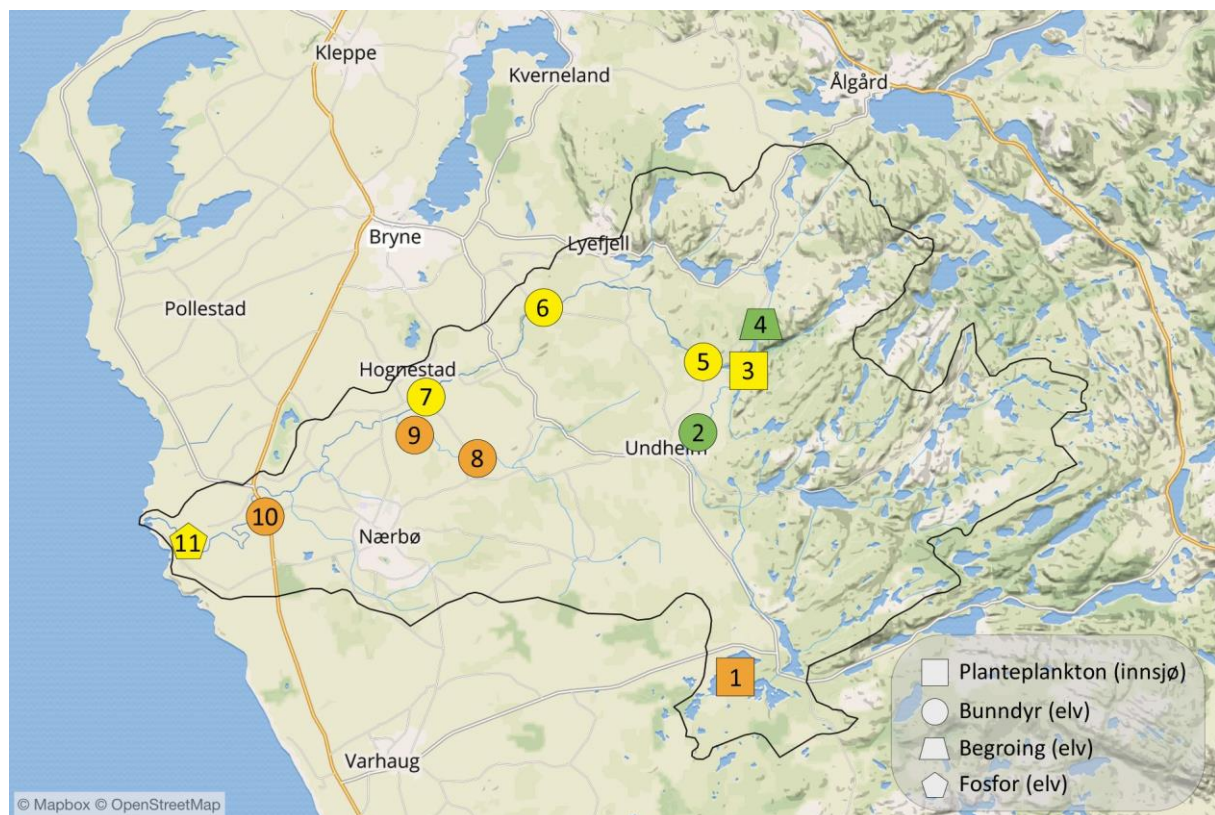 Kleppe
Kverneland
Ålgård
Bryne
Lyefjell
Pollestad
6
4
5
3
Hognestad
7
9
8
2
Undheim
10
11
Nærbø
1
Varhaug
Planteplankton (innsjø)
Bunndyr (elv)
Begroing (elv)
Fosfor (elv)
© Mapbox © OpenStreetMap